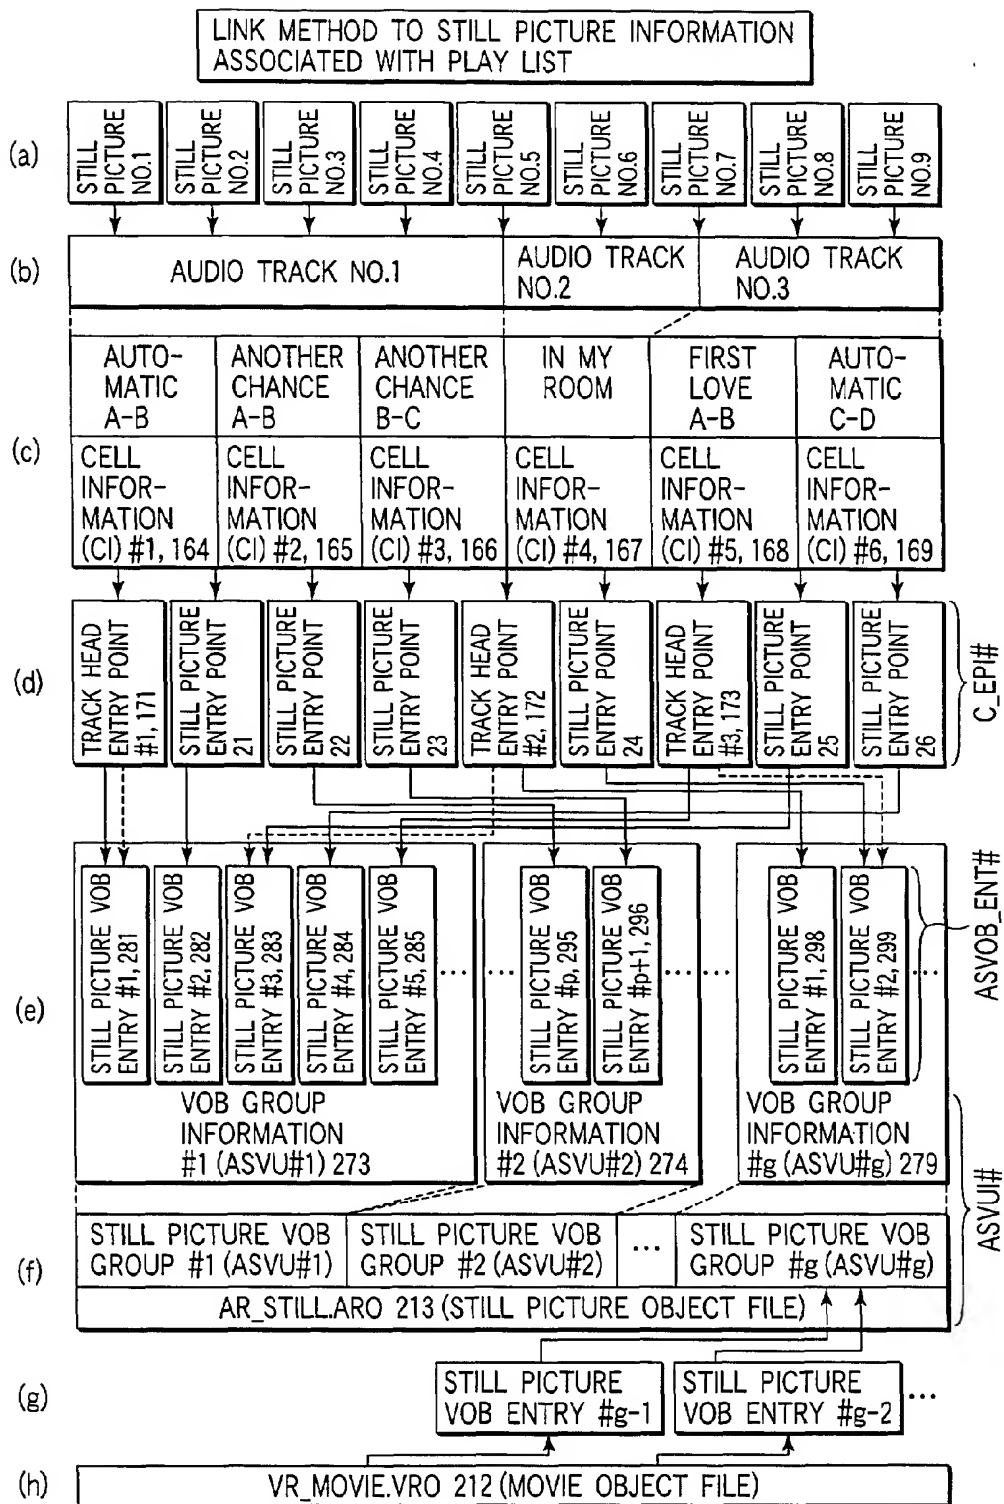 LINK METHOD TO STILL PICTURE INFORMATION
ASSOCIATED WITH PLAY LIST
(a)
STILL
PICTURE
NO.1
STILL
PICTURE
NO.2
STILL
PICTURE
NO.3
STILL
PICTURE
NO.4
STILL
PICTURE
NO.5
STILL
PICTURE
NO.6
STILL
PICTURE
NO.7
STILL
PICTURE
NO.8
STILL
PICTURE
NO.9
(b)
AUDIO TRACK NO.1
AUDIO TRACK
NO.2
AUDIO TRACK
NO.3
(c)
AUTO-
MATIC
A-B
ANOTHER
CHANCE
A-B
ANOTHER
CHANCE
B-C
IN MY
ROOM
FIRST
LOVE
A-B
AUTO-
MATIC
C-D
CELL
INFOR-
MATION
(CI) #1, 164
CELL
INFOR-
MATION
(CI) #2, 165
CELL
INFOR-
MATION
(CI) #3, 166
CELL
INFOR-
MATION
(CI) #4, 167
CELL
INFOR-
MATION
(CI) #5, 168
CELL
INFOR-
MATION
(CI) #6, 169
(d)
TRACK HEAD
ENTRY POINT
#1, 171
STILL PICTURE
ENTRY POINT
21
STILL PICTURE
ENTRY POINT
22
STILL PICTURE
ENTRY POINT
23
TRACK HEAD
ENTRY POINT
#2, 172
STILL PICTURE
ENTRY POINT
24
TRACK HEAD
ENTRY POINT
#3, 173
STILL PICTURE
ENTRY POINT
25
STILL PICTURE
ENTRY POINT
26
C_EPI#
(e)
STILL PICTURE VOB
ENTRY #1, 281
STILL PICTURE VOB
ENTRY #2, 282
STILL PICTURE VOB
ENTRY #3, 283
STILL PICTURE VOB
ENTRY #4, 284
STILL PICTURE VOB
ENTRY #5, 285
....
....
STILL PICTURE VOB
ENTRY #p, 295
STILL PICTURE VOB
ENTRY #p+1, 296
....
....
STILL PICTURE VOB
ENTRY #1, 298
STILL PICTURE VOB
ENTRY #2, 299
....
ASVOB_ENT#
VOB GROUP
INFORMATION
#1 (ASVU#1) 273
VOB GROUP
INFORMATION
#2 (ASVU#2) 274
VOB GROUP
INFORMATION
#g (ASVU#g) 279
ASVUI#
(f)
STILL PICTURE VOB
GROUP #1 (ASVU#1)
STILL PICTURE VOB
GROUP #2 (ASVU#2)
...
STILL PICTURE VOB
GROUP #g (ASVU#g)
AR_STILL.ARO 213 (STILL PICTURE OBJECT FILE)
(g)
STILL PICTURE
VOB ENTRY #g-1
STILL PICTURE
VOB ENTRY #g-2
...
(h)
VR_MOVIE.VRO 212 (MOVIE OBJECT FILE)